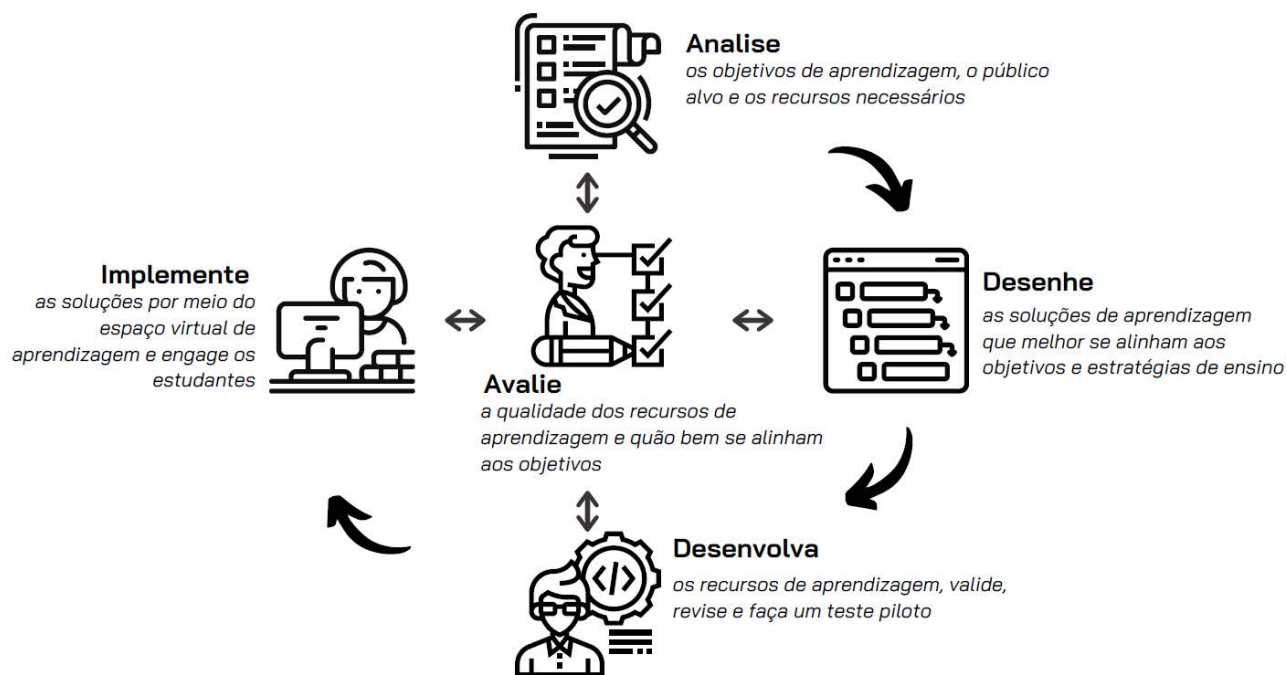 Analise
os objetivos de aprendizagem, o público
alvo e os recursos necessários
Implemente
as soluções por meio do
espaço virtual de
aprendizagem e engage os
estudantes
Avalie
a qualidade dos recursos de
aprendizagem e quão bem se alinham
aos objetivos
Desenhe
as soluções de aprendizagem
que melhor se alinham aos
objetivos e estratégias de ensino
Desenvolva
os recursos de aprendizagem, valide,
revise e faça um teste piloto